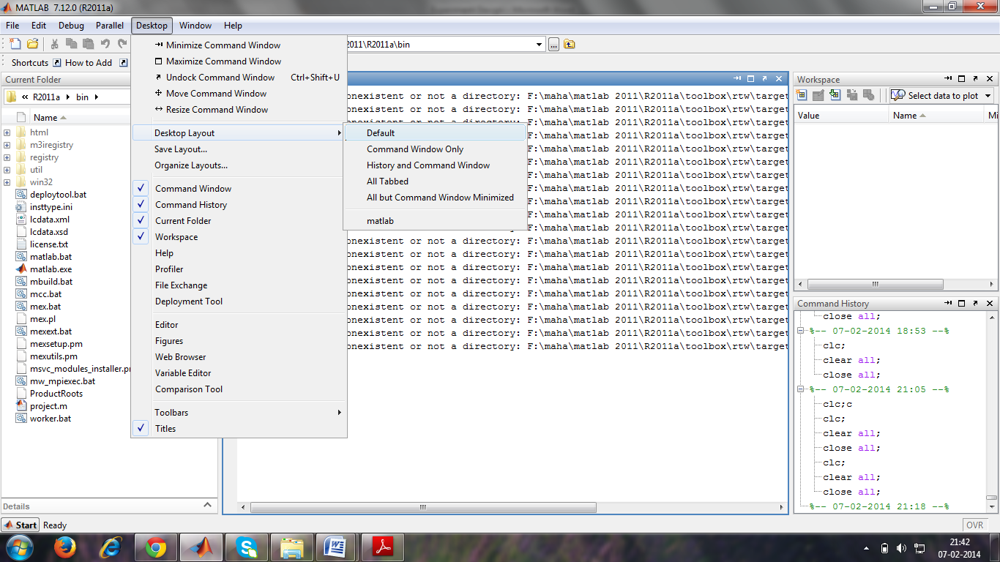 MATLAB 7.12.0 (R2011a)
File Edit Debug Parallel Desktop Window Help
2011\R2011a\bin
Shortcuts How to Add
Current Folder
« R2011a bin
Name
html
m3iregistry
registry
util
win32
deploytool.bat
insttype.ini
lcdata.xml
lcdata.xsd
license.txt
matlab.bat
matlab.exe
mbuild.bat
mcc.bat
mex.bat
mex.pl
mexext.bat
mexsetup.pm
mexutils.pm
msvc_modules_installer.pm
mw_mpiexec.bat
ProductRoots
project.m
worker.bat
Details
Minimize Command Window
Maximize Command Window
Undock Command Window Ctrl+Shift+U
Move Command Window
Resize Command Window
Desktop Layout
Save Layout...
Organize Layouts...
Command Window
Command History
Current Folder
Workspace
Help
Profiler
File Exchange
Deployment Tool
Editor
Figures
Web Browser
Variable Editor
Comparison Tool
Toolbars
Titles
Default
Command Window Only
History and Command Window
All Tabbed
All but Command Window Minimized
matlab
onexistent or not a directory: F:\maha\matlab 2011\R2011a\toolbox\rtw\target
onexistent or not a directory: F:\maha\matlab 2011\R2011a\toolbox\rtw\target
onexistent or not a directory: F:\maha\matlab 2011\R2011a\toolbox\rtw\target
F:\maha\matlab 2011\R2011a\toolbox\rtw\target
F:\maha\matlab 2011\R2011a\toolbox\rtw\target
F:\maha\matlab 2011\R2011a\toolbox\rtw\target
F:\maha\matlab 2011\R2011a\toolbox\rtw\target
F:\maha\matlab 2011\R2011a\toolbox\rtw\target
F:\maha\matlab 2011\R2011a\toolbox\rtw\target
F:\maha\matlab 2011\R2011a\toolbox\rtw\target
F:\maha\matlab 2011\R2011a\toolbox\rtw\target
onexistent or not a directory: F:\maha\matlab 2011\R2011a\toolbox\rtw\target
onexistent or not a directory: F:\maha\matlab 2011\R2011a\toolbox\rtw\target
onexistent or not a directory: F:\maha\matlab 2011\R2011a\toolbox\rtw\target
onexistent or not a directory: F:\maha\matlab 2011\R2011a\toolbox\rtw\target
onexistent or not a directory: F:\maha\matlab 2011\R2011a\toolbox\rtw\target
onexistent or not a directory: F:\maha\matlab 2011\R2011a\toolbox\rtw\target
onexistent or not a directory: F:\maha\matlab 2011\R2011a\toolbox\rtw\target
onexistent or not a directory: F:\maha\matlab 2011\R2011a\toolbox\rtw\target
onexistent or not a directory: F:\maha\matlab 2011\R2011a\toolbox\rtw\target
Workspace
Select data to plot
Value Name Mi
Command History
close all;
%-- 07-02-2014 18:53 --%
clc;
clear all;
close all;
%-- 07-02-2014 21:05 --%
clc;c
clc;
clear all;
close all;
clc;
clear all;
close all;
%-- 07-02-2014 21:18 --%
Start Ready
OVR
21:42
07-02-2014